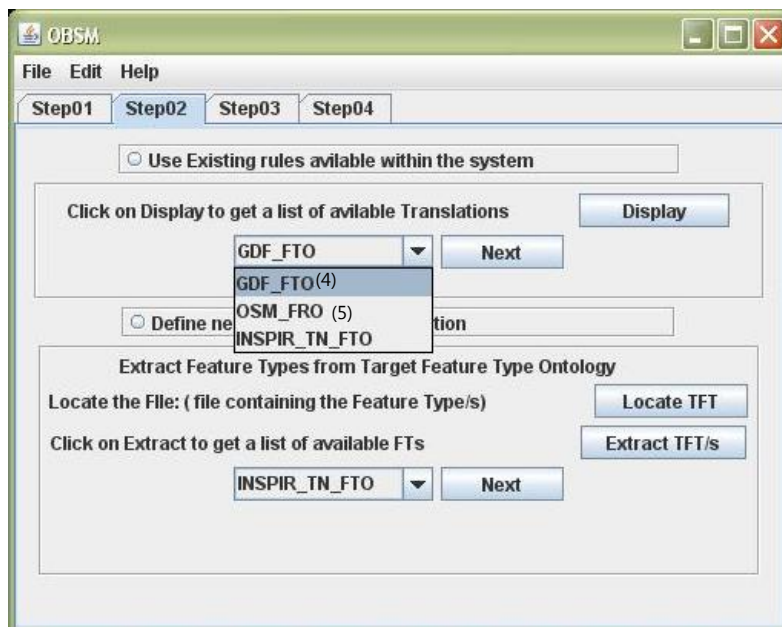 OBSM
File Edit Help
Step01 Step02 Step03 Step04
Use Existing rules avilable within the system
Click on Display to get a list of avilable Translations Display
GDF_FTO Next
GDF_FTO (4)
OSM_FRO (5)
Define ne tion
INSPIR_TN_FTO
Extract Feature Types from Target Feature Type Ontology
Locate the FIle: ( file containing the Feature Type/s) Locate TFT
Click on Extract to get a list of available FTs Extract TFT/s
INSPIR_TN_FTO Next